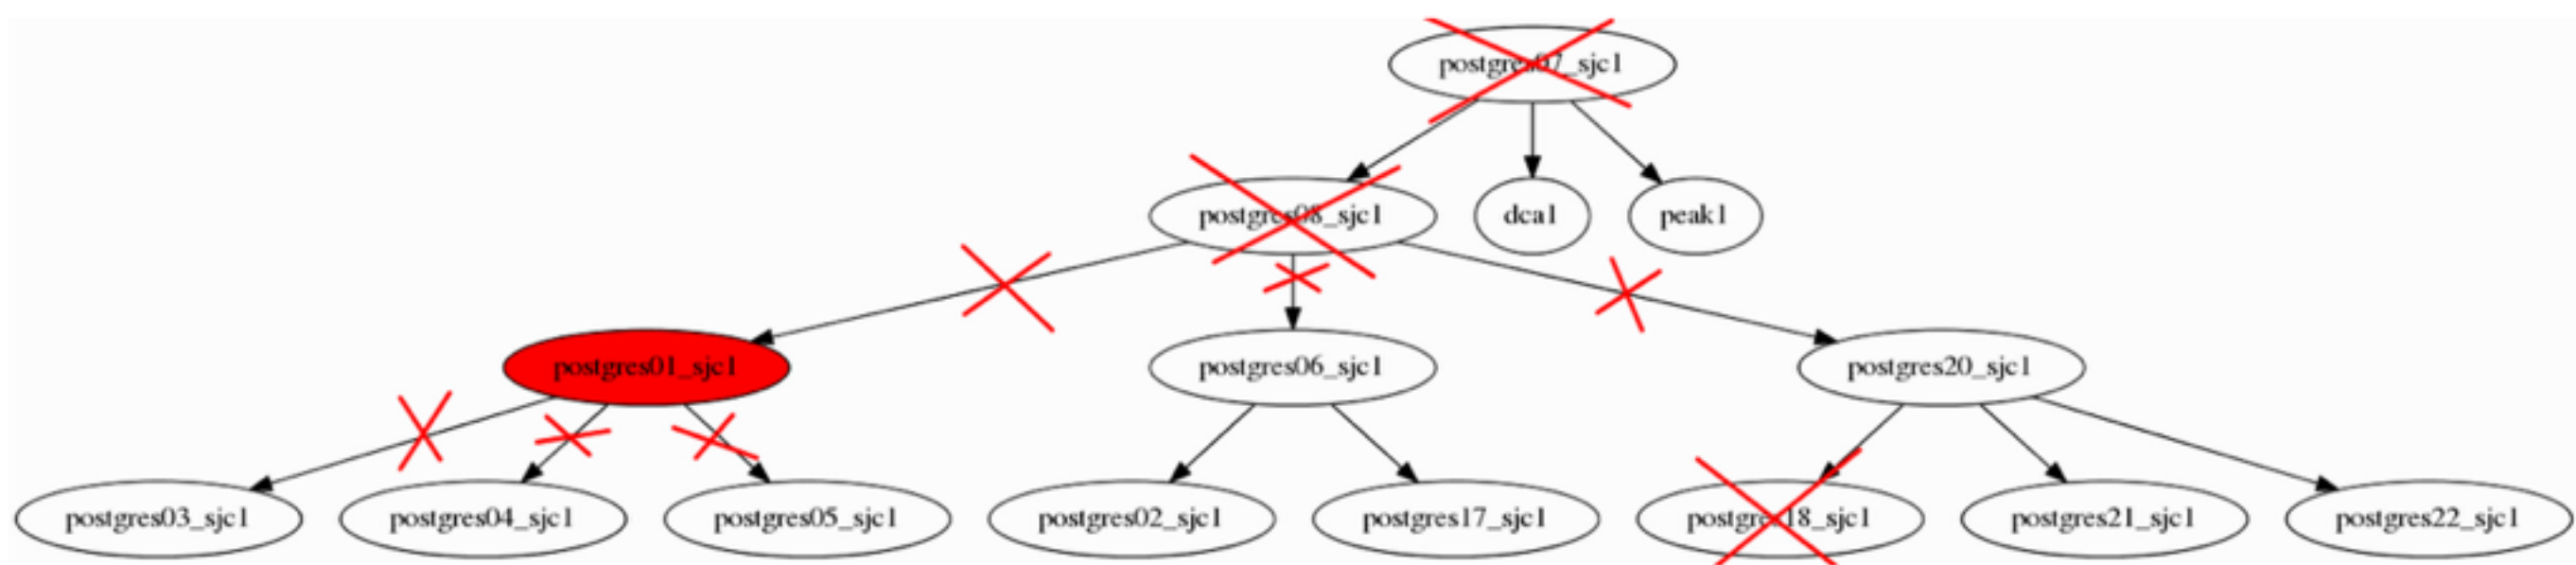 postgres07_sjc1
postgres08_sjc1
dca1
peak1
postgres01_sjc1
postgres06_sjc1
postgres20_sjc1
postgres03_sjc1
postgres04_sjc1
postgres05_sjc1
postgres02_sjc1
postgres17_sjc1
postgres18_sjc1
postgres21_sjc1
postgres22_sjc1